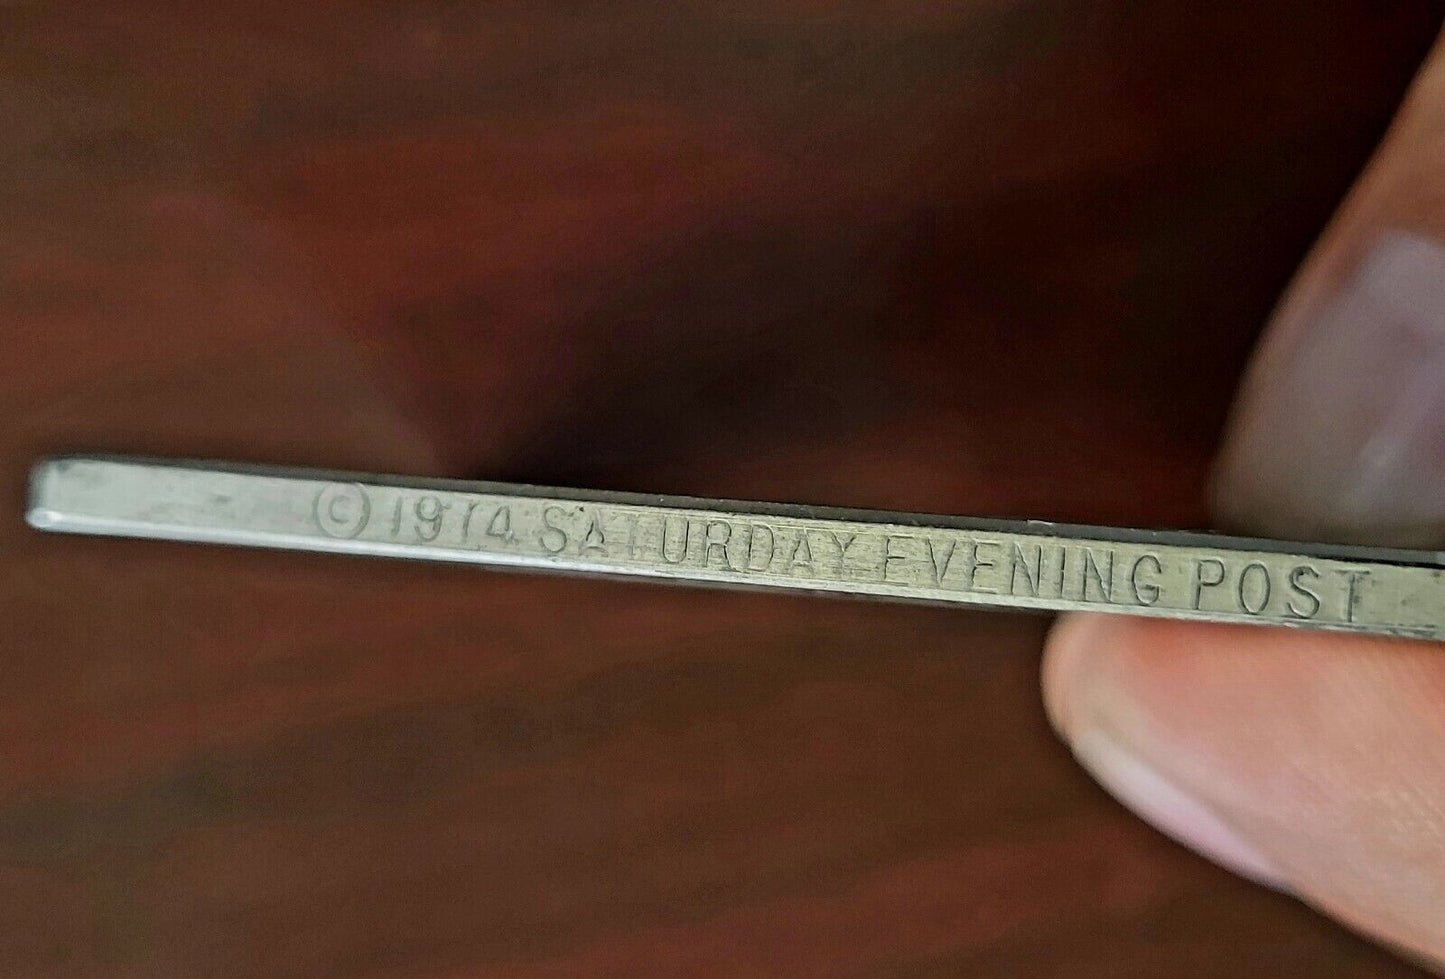 © 1974 SATURDAY EVENING POST